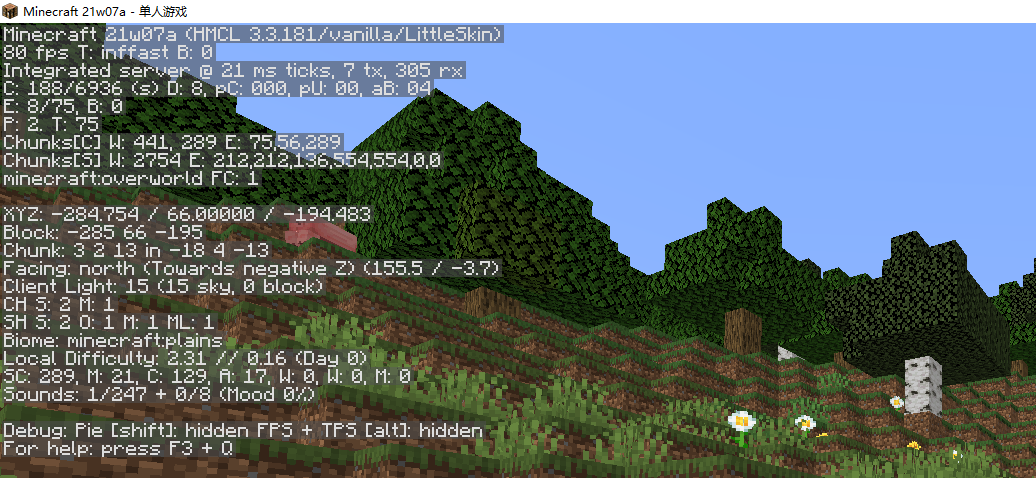 Minecraft 21w07a - 单人游戏
Minecraft 21w07a (HMCL 3.3.181/vanilla/LittleSkin)
80 fps T: inffast B: 0
Integrated server @ 21 ms ticks, 7 tx, 305 rx
C: 188/6936 (s) D: 8, pC: 000, pU: 00, aB: 04
E: 8/75, B: 0
P: 2. T: 75
Chunks[C] W: 441, 289 E: 75,56,289
Chunks[S] W: 2754 E: 212,212,136,554,554,0,0
minecraft:overworld FC: 1
XYZ: -284.754 / 66.00000 / -194.483
Block: -285 66 -195
Chunk: 3 2 13 in -18 4 -13
Facing: north (Towards negative Z) (155.5 / -3.7)
Client Light: 15 (15 sky, 0 block)
CH S: 2 M: 1
SH S: 2 O: 1 M: 1 ML: 1
Biome: minecraft:plains
Local Difficulty: 2.31 // 0.16 (Day 0)
SC: 289, M: 21, C: 129, A: 17, W: 0, W: 0, M: 0
Sounds: 1/247 + 0/8 (Mood 0%)
Debug: Pie [shift]: hidden FPS + TPS [alt]: hidden
For help: press F3 + Q